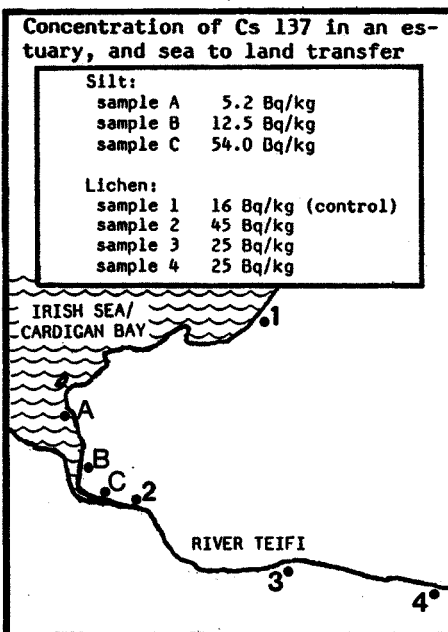 Concentration of Cs 137 in an es-
tuary, and sea to land transfer
Silt:
sample A 5.2 Bq/kg
sample B 12.5 Bq/kg
sample C 54.0 Bq/kg
Lichen:
sample 1 16 Bq/kg (control)
sample 2 45 Bq/kg
sample 3 25 Bq/kg
sample 4 25 Bq/kg
IRISH SEA/
CARDIGAN BAY
1
A
B
C
2
RIVER TEIFI
3
4